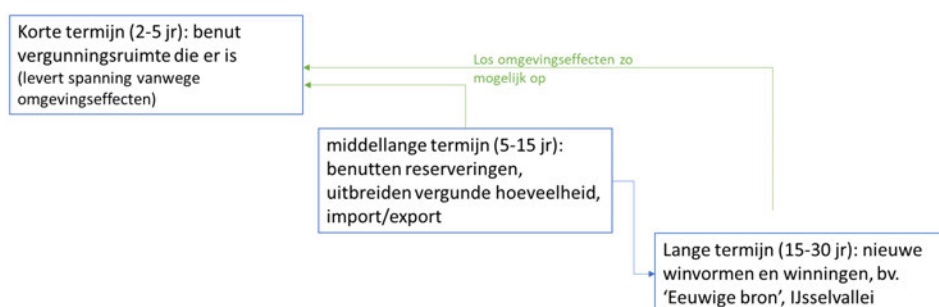 Korte termijn (2-5 jr): benut
vergunningsruimte die er is
(levert spanning vanwege
omgevingseffecten)
Los omgevingseffecten zo
mogelijk op
middellange termijn (5-15 jr):
benutten reserveringen,
uitbreiden vergunde hoeveelheid,
import/export
Lange termijn (15-30 jr): nieuwe
winvormen en winningen, bv.
‘Eeuwige bron’, IJsselvallei